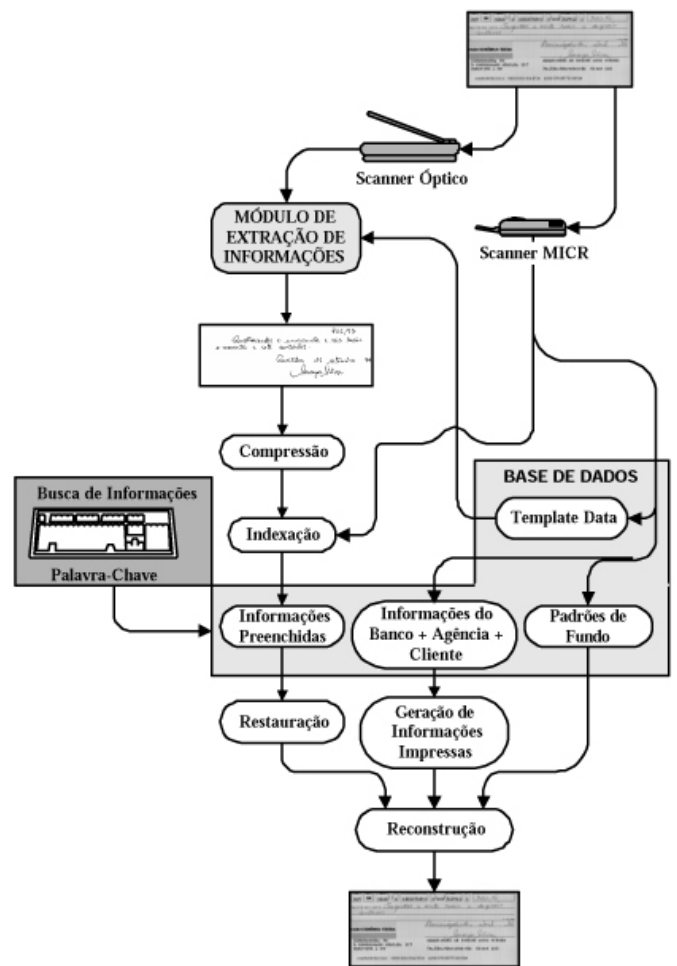 Scanner Óptico
MÓDULO DE
EXTRAÇÃO DE
INFORMAÇÕES
Scanner MICR
Compressão
BASE DE DADOS
Busca de Informações
Template Data
Indexação
Palavra-Chave
Informações
Preenchidas
Informações do
Banco + Agência +
Cliente
Padrões de
Fundo
Restauração
Geração de
Informações
Impressas
Reconstrução